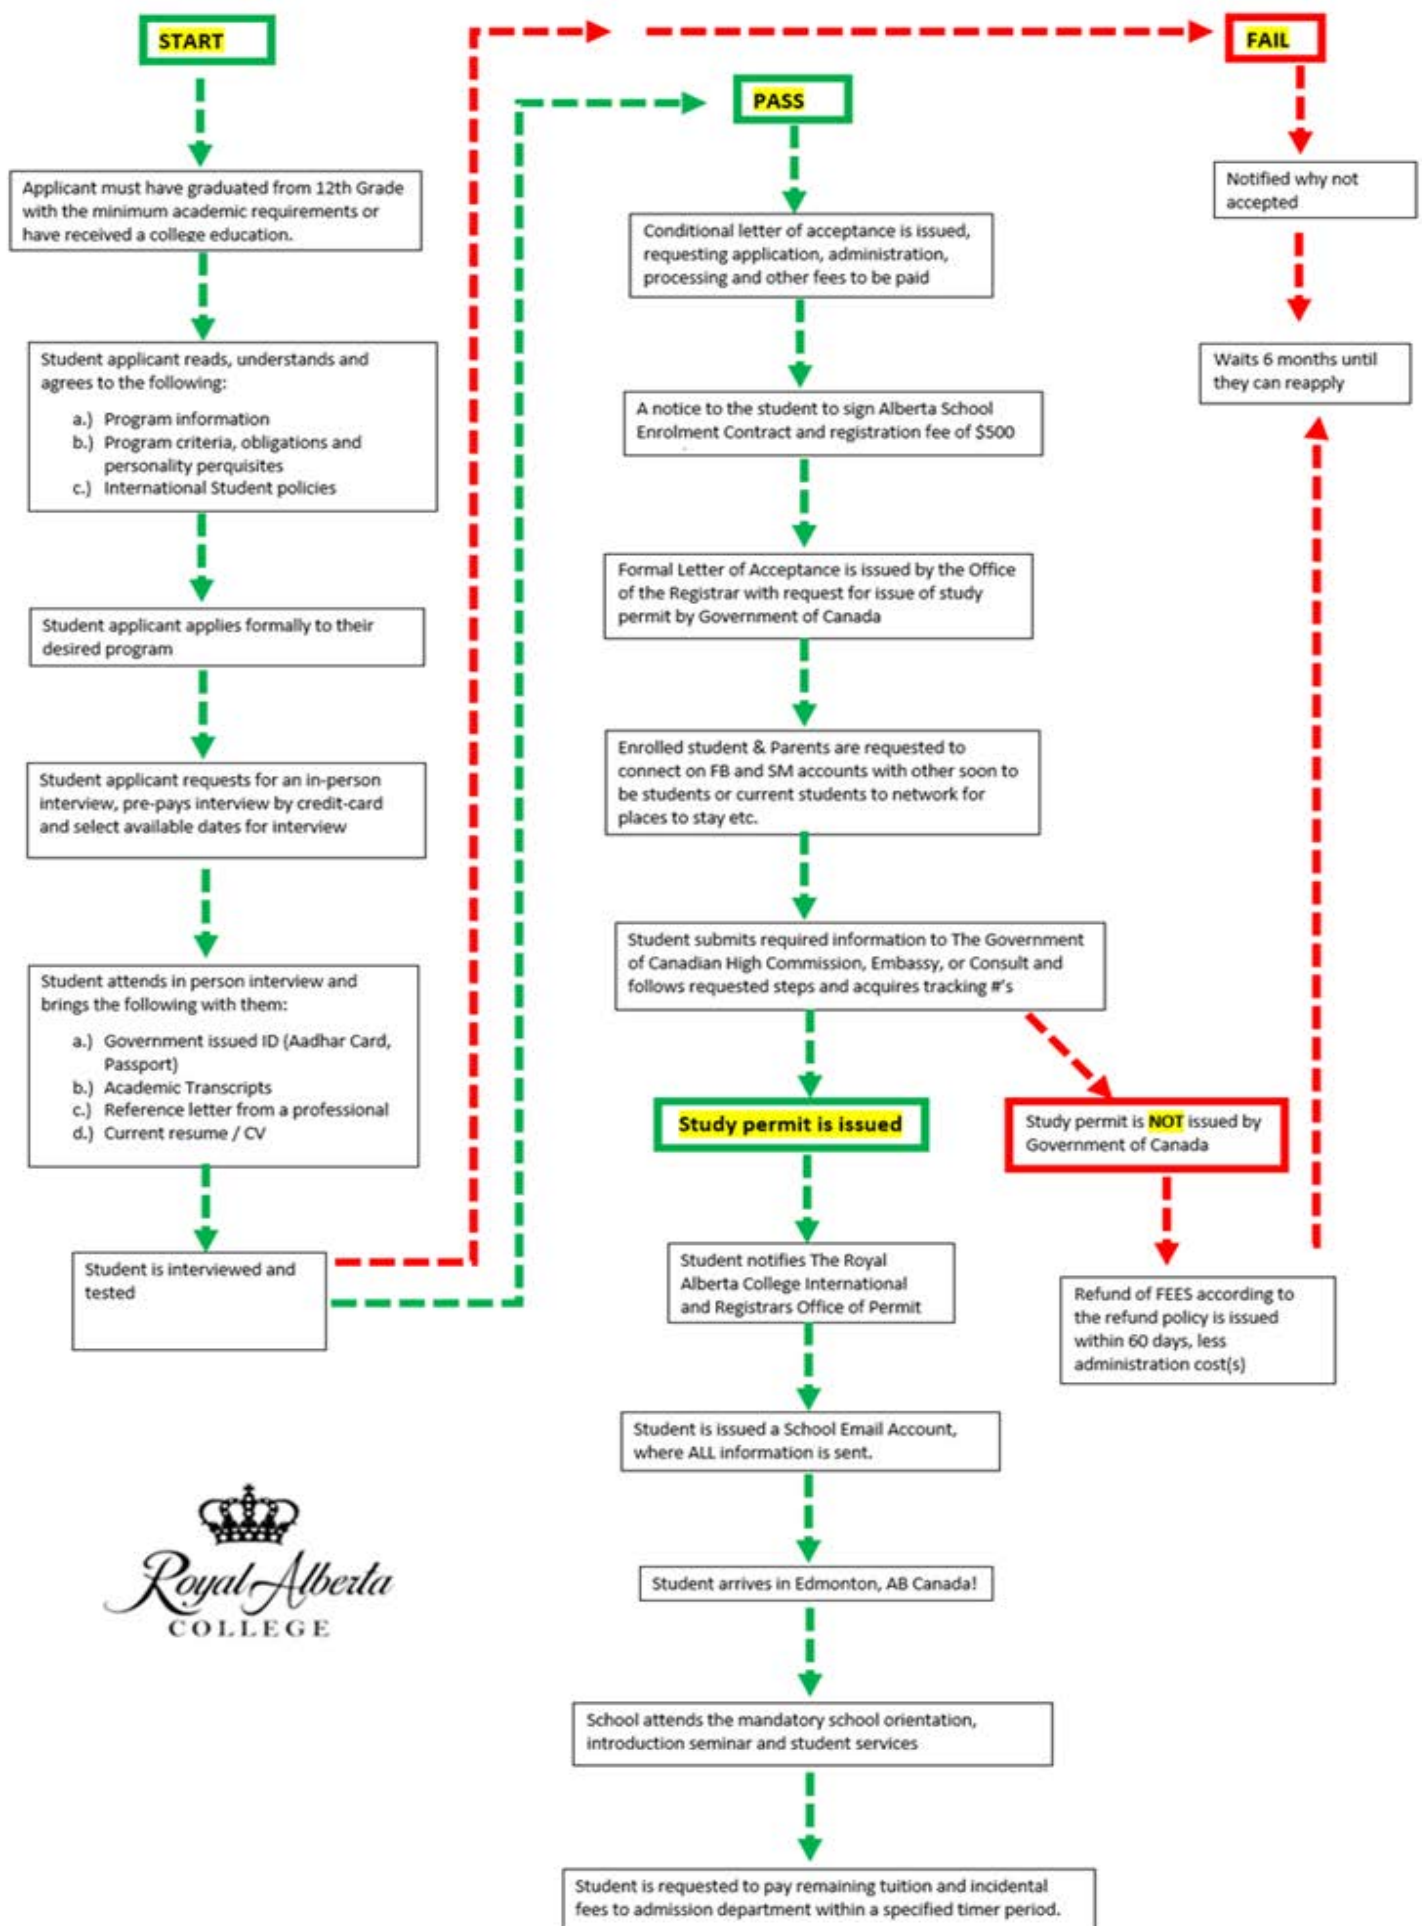 START
Applicant must have graduated from 12th Grade
with the minimum academic requirements or
have received a college education.
Student applicant reads, understands and
agrees to the following:
a.) Program information
b.) Program criteria, obligations and
personality perquisites
c.) International Student policies
Student applicant applies formally to their
desired program
Student applicant requests for an in-person
interview, pre-pays interview by credit-card
and select available dates for interview
Student attends in person interview and
brings the following with them:
a.) Government issued ID (Aadhar Card,
Passport)
b.) Academic Transcripts
c.) Reference letter from a professional
d.) Current resume / CV
Student is interviewed and
tested
PASS
Conditional letter of acceptance is issued,
requesting application, administration,
processing and other fees to be paid
A notice to the student to sign Alberta School
Enrolment Contract and registration fee of $500
Formal Letter of Acceptance is issued by the Office
of the Registrar with request for issue of study
permit by Government of Canada
Enrolled student & Parents are requested to
connect on FB and SM accounts with other soon to
be students or current students to network for
places to stay etc.
Student submits required information to The Government
of Canadian High Commission, Embassy, or Consult and
follows requested steps and acquires tracking #'s
Study permit is issued
Student notifies The Royal
Alberta College International
and Registrars Office of Permit
Student is issued a School Email Account,
where ALL information is sent.
Student arrives in Edmonton, AB Canada!
School attends the mandatory school orientation,
introduction seminar and student services
Student is requested to pay remaining tuition and incidental
fees to admission department within a specified timer period.
FAIL
Notified why not
accepted
Waits 6 months until
they can reapply
Study permit is NOT issued by
Government of Canada
Refund of FEES according to
the refund policy is issued
within 60 days, less
administration cost(s)
Royal Alberta
COLLEGE